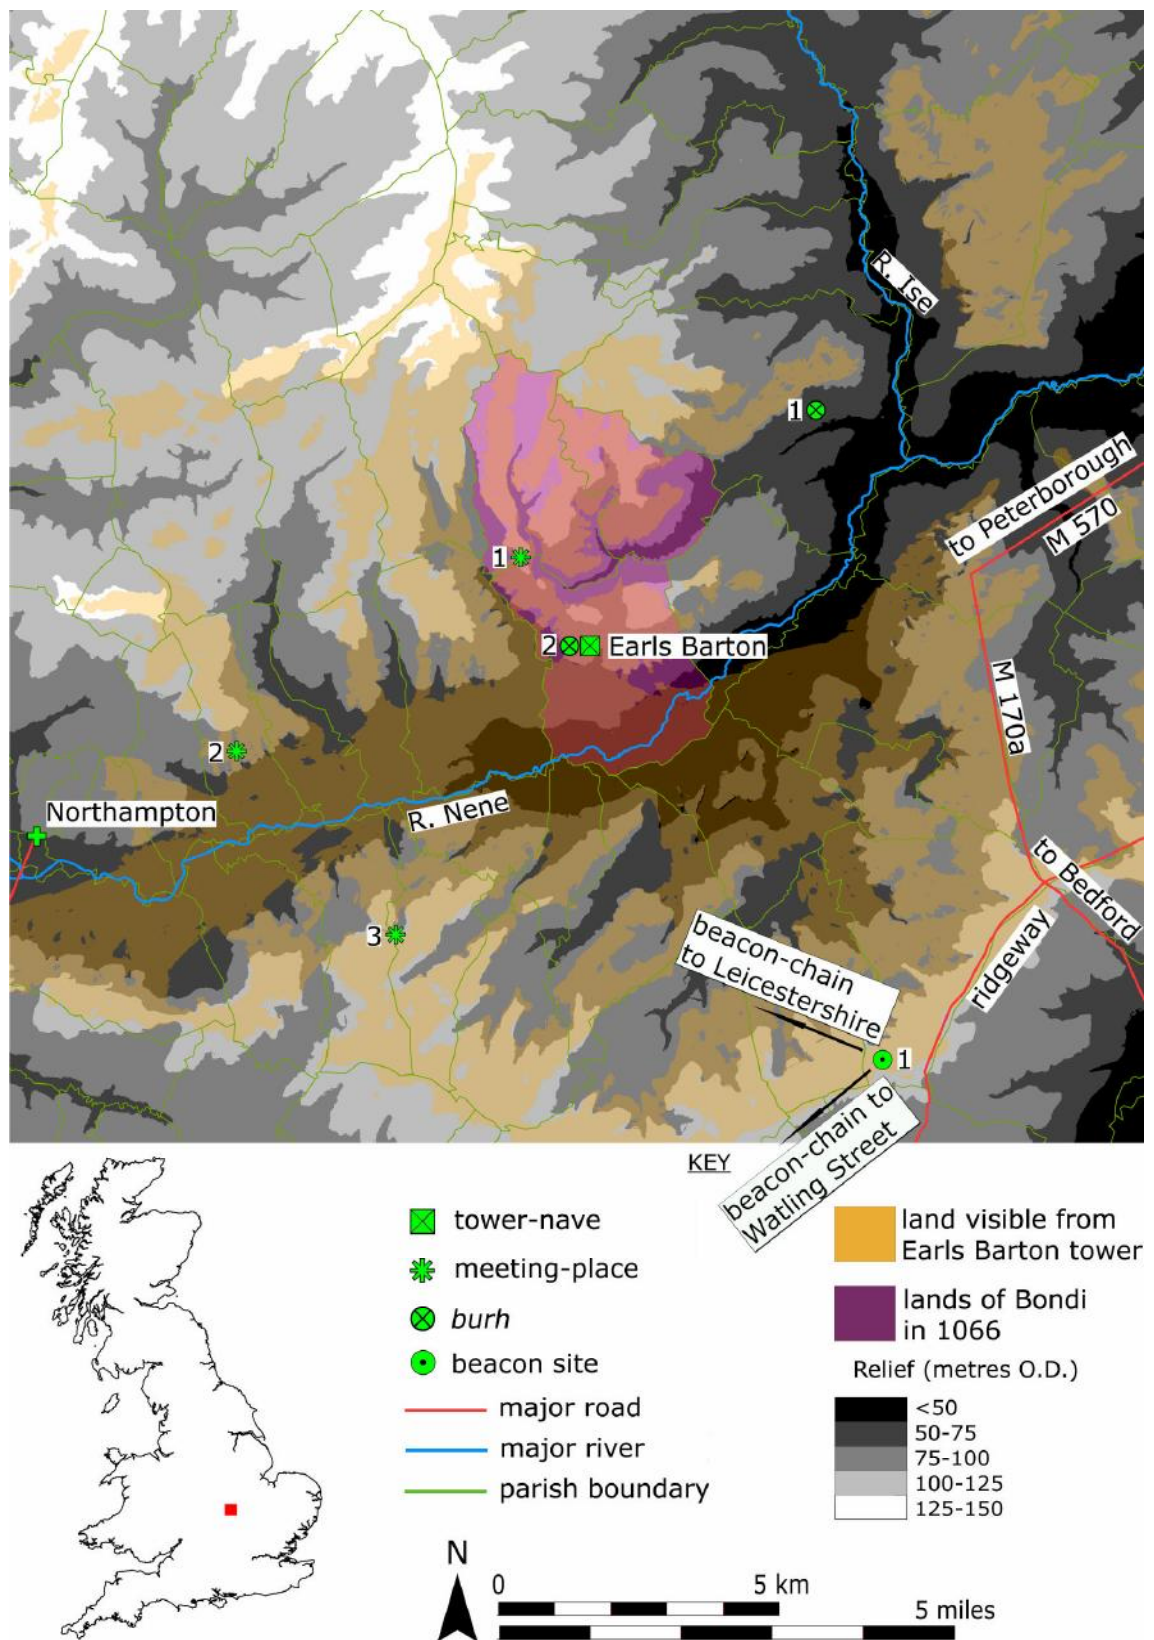 R. Ise
1
to Peterborough
M 570
1
2
Earls Barton
M 170a
2
Northampton
R. Nene
to Bedford
3
ridgeway
beacon-chain
to Leicestershire
1
beacon-chain to
Watling Street
KEY
tower-nave
meeting-place
burh
beacon site
major road
major river
parish boundary
land visible from
Earls Barton tower
lands of Bondi
in 1066
Relief (metres O.D.)
<50
50-75
75-100
100-125
125-150
N
0
5 km
5 miles